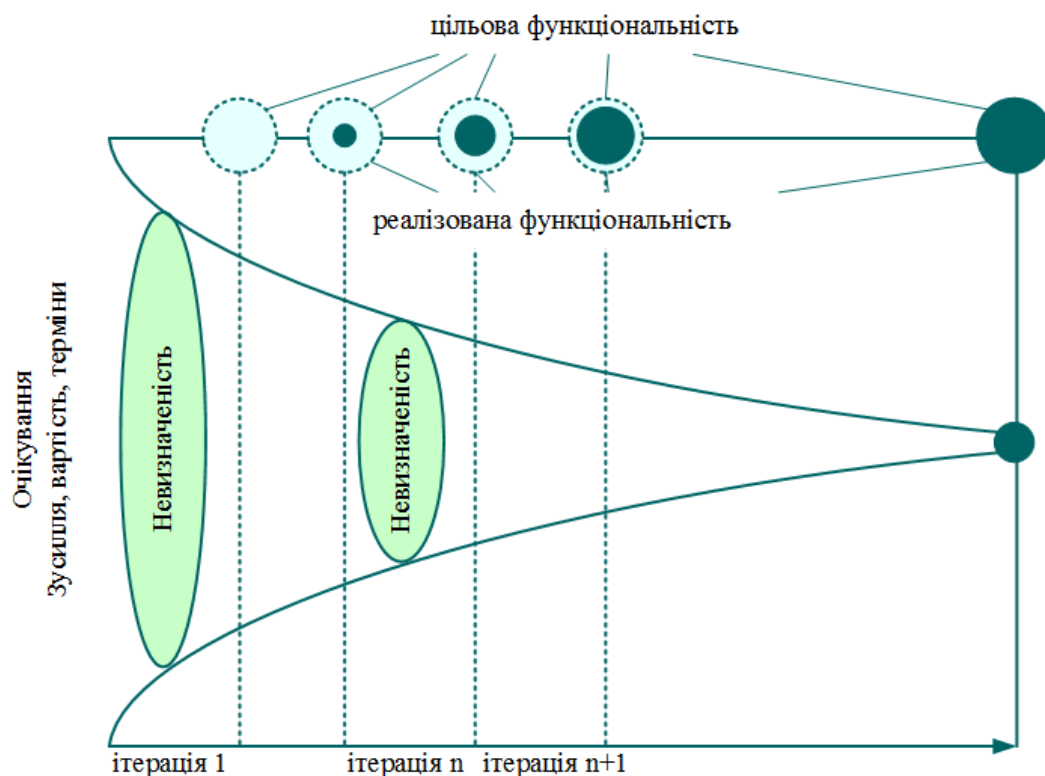 цільова функціональність
реалізована функціональність
Очікування
Зусилля, вартість, терміни
Невизначеність
Невизначеність
ітерація 1
ітерація n
ітерація n+1